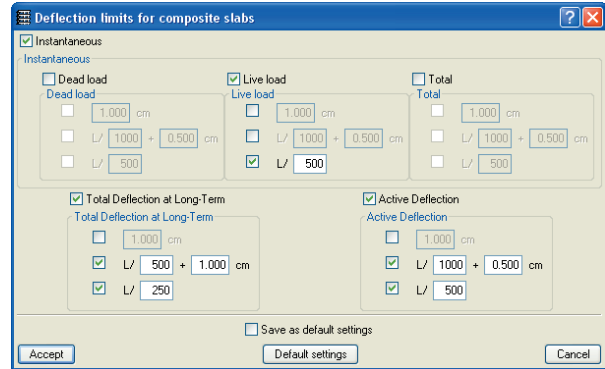 Deflection limits for composite slabs
Instantaneous
Instantaneous
Dead load Live load Total
Dead load Live load Total
1.000 cm 1.000 cm 1.000 cm
L/ 1000 + 0.500 cm L/ 1000 + 0.500 cm L/ 1000 + 0.500 cm
L/ 500 L/ 500 L/ 500
Total Deflection at Long-Term Active Deflection
Total Deflection at Long-Term Active Deflection
1.000 cm 1.000 cm
L/ 500 + 1.000 cm L/ 1000 + 0.500 cm
L/ 250 L/ 500
Save as default settings
Accept Default settings Cancel